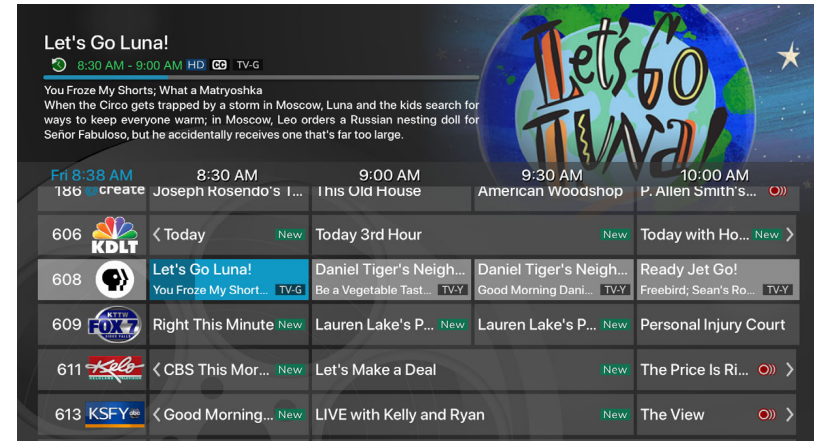 Let's Go Luna!
8:30 AM - 9:00 AM HD CC TV-G
You Froze My Shorts; What a Matryoshka
When the Circo gets trapped by a storm in Moscow, Luna and the kids search for
ways to keep everyone warm; in Moscow, Leo orders a Russian nesting doll for
Señor Fabuloso, but he accidentally receives one that's far too large.
Let's Go
Luna!
Fri 8:38 AM 8:30 AM 9:00 AM 9:30 AM 10:00 AM
186 create Joseph Rosendo's T... This Old House American Woodshop P. Allen Smith's...
606 KDLT Today New Today 3rd Hour New Today with Ho... New
608 Let's Go Luna! Daniel Tiger's Neigh... Daniel Tiger's Neigh... Ready Jet Go!
You Froze My Short... TV-G Be a Vegetable Tast... TV-Y Good Morning Dani... TV-Y Freebird; Sean's Ro... TV-Y
609 KTTW FOX 7 SIOUX FALLS Right This Minute New Lauren Lake's P... New Lauren Lake's P... New Personal Injury Court
611 Kelo CBS This Mor... New Let's Make a Deal New The Price Is Ri...
613 KSFY abc Good Morning... New LIVE with Kelly and Ryan New The View